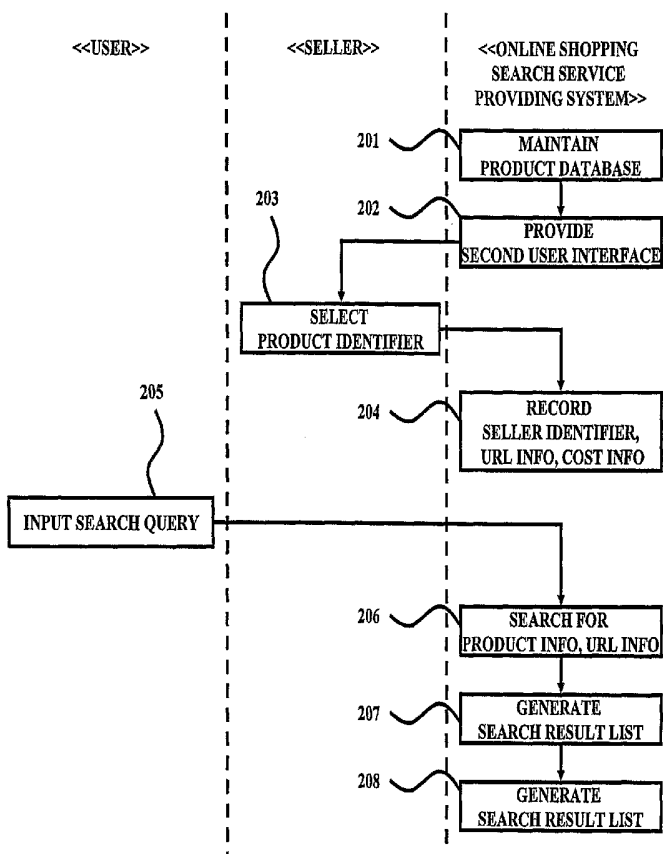 <<USER>>
<<SELLER>>
<<ONLINE SHOPPING
SEARCH SERVICE
PROVIDING SYSTEM>>
201
MAINTAIN
PRODUCT DATABASE
202
PROVIDE
SECOND USER INTERFACE
203
SELECT
PRODUCT IDENTIFIER
204
RECORD
SELLER IDENTIFIER,
URL INFO, COST INFO
205
INPUT SEARCH QUERY
206
SEARCH FOR
PRODUCT INFO, URL INFO
207
GENERATE
SEARCH RESULT LIST
208
GENERATE
SEARCH RESULT LIST